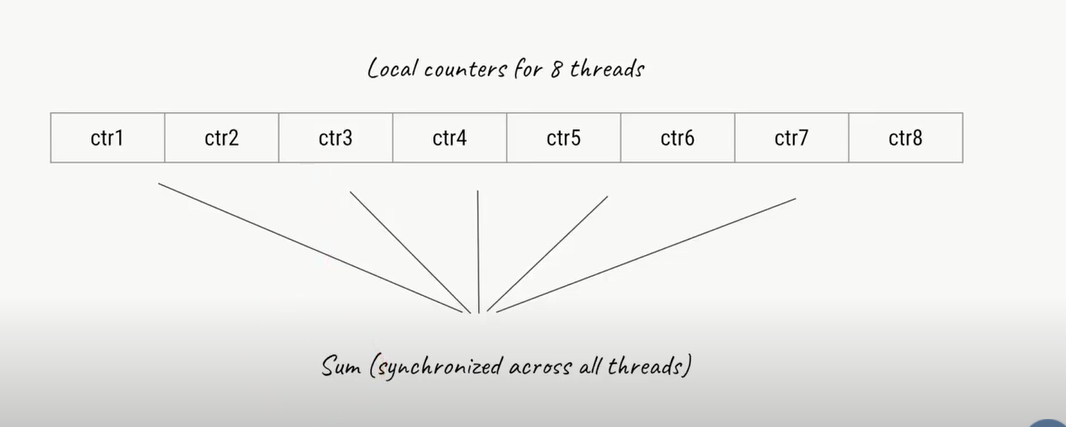 Local counters for 8 threads
ctr1 ctr2 ctr3 ctr4 ctr5 ctr6 ctr7 ctr8
Sum (synchronized across all threads)